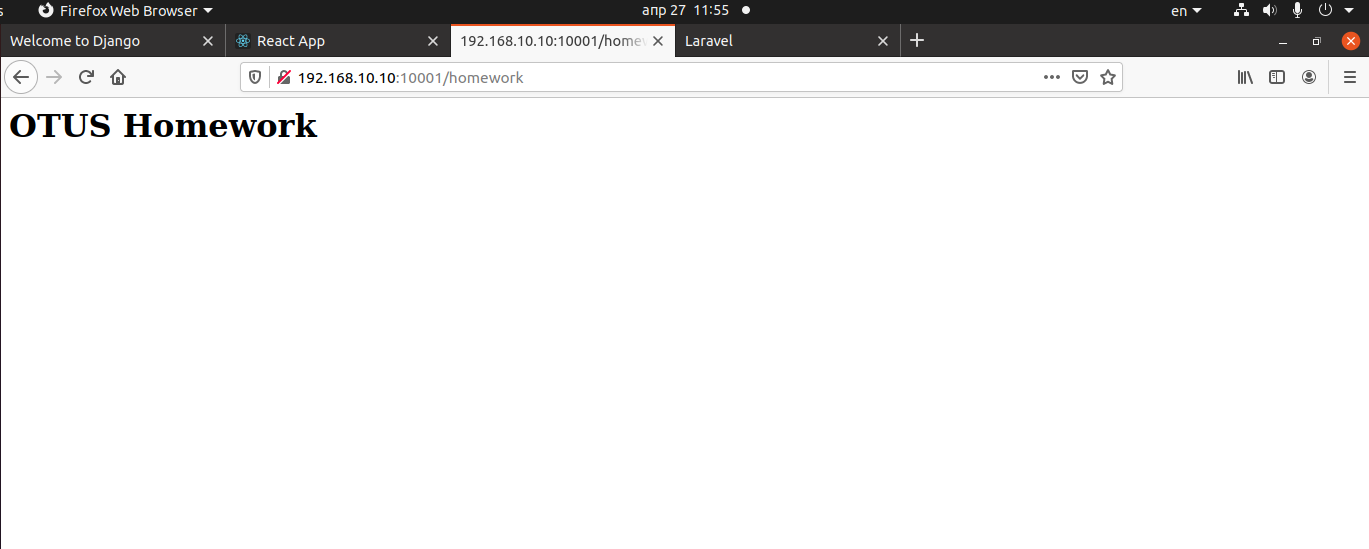 s Firefox Web Browser апр 27 11:55 en
Welcome to Django React App 192.168.10.10:10001/homew Laravel
192.168.10.10:10001/homework
OTUS Homework